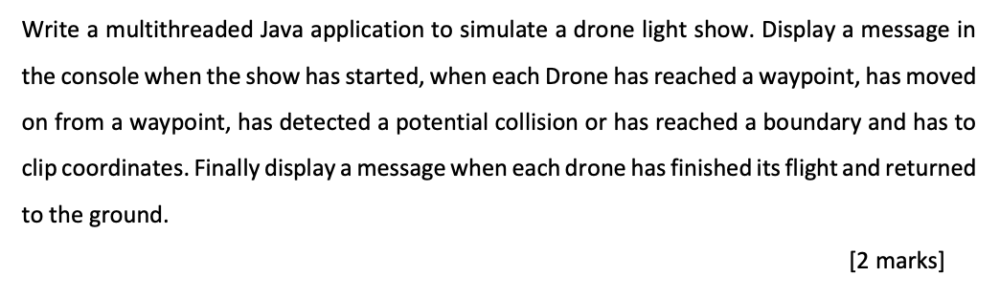 Write a multithreaded Java application to simulate a drone light show. Display a message in
the console when the show has started, when each Drone has reached a waypoint, has moved
on from a waypoint, has detected a potential collision or has reached a boundary and has to
clip coordinates. Finally display a message when each drone has finished its flight and returned
to the ground.
[2 marks]